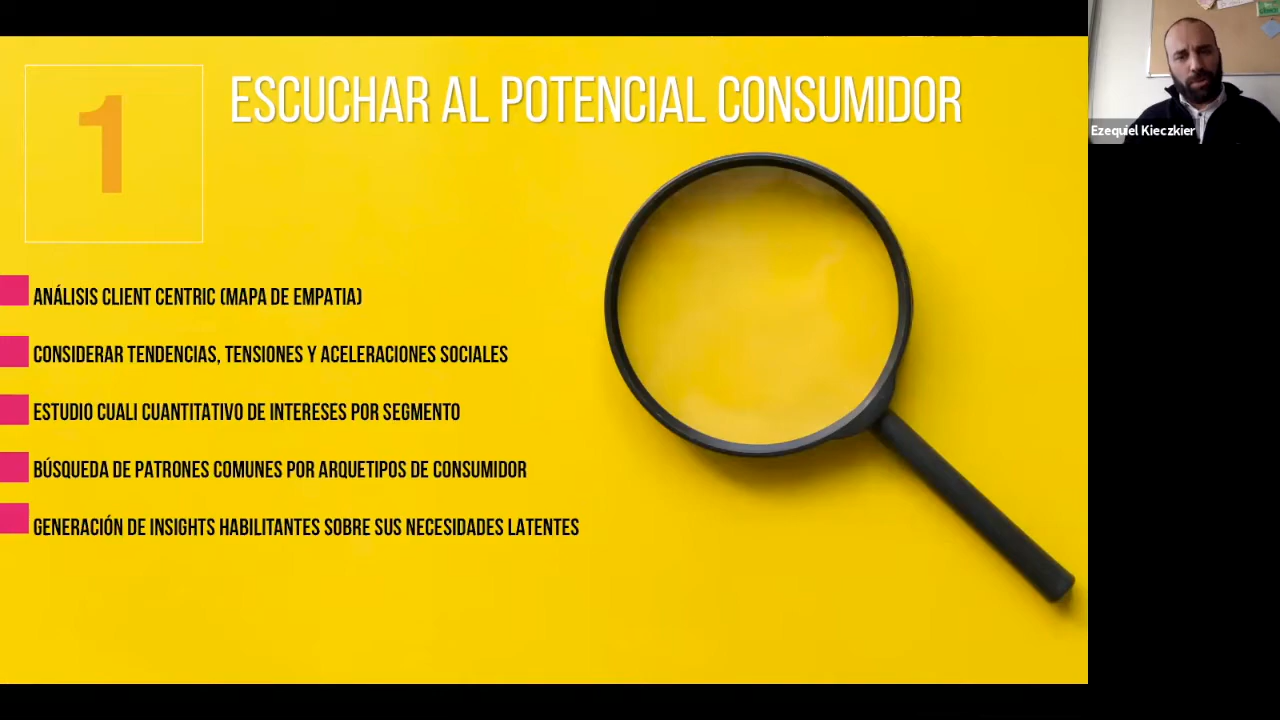 1
ESCUCHAR AL POTENCIAL CONSUMIDOR
ANÁLISIS CLIENT CENTRIC (MAPA DE EMPATIA)
CONSIDERAR TENDENCIAS, TENSIONES Y ACELERACIONES SOCIALES
ESTUDIO CUALI CUANTITATIVO DE INTERESES POR SEGMENTO
BÚSQUEDA DE PATRONES COMUNES POR ARQUETIPOS DE CONSUMIDOR
GENERACIÓN DE INSIGHTS HABILITANTES SOBRE SUS NECESIDADES LATENTES
Ezequiel Kieczkier